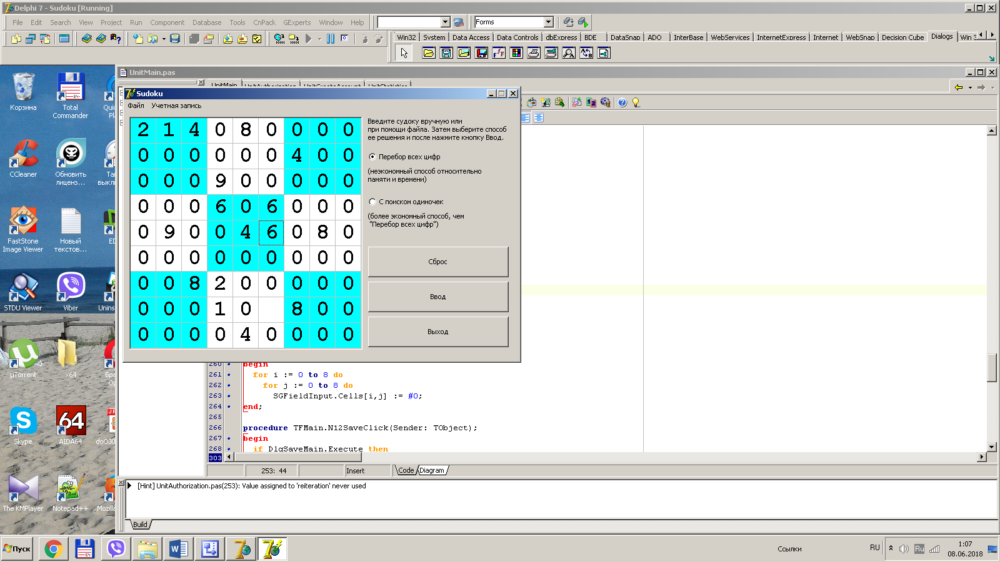 Delphi 7 - Sudoku [Running]
File Edit Search View Project Run Component Database Tools CnPack GExperts Window Help
Forms
Win32 System Data Access Data Controls dbExpress BDE DataSnap ADO InterBase WebServices InternetExpress Internet WebSnap Decision Cube Dialogs Win
UnitMain.pas
UnitMain UnitAuthorization UnitCreateAccount UnitStatistics
Корзина
Total Commander
CCleaner
Обновить лиценз...
FastStone Image Viewer
Новый текстов...
STDU Viewer
Viber
Unins
µTorrent
x64
Skype
AIDA64
The KMPlayer
Notepad++
Sudoku
Файл Учетная запись
2 1 4 0 8 0 0 0 0
0 0 0 0 0 0 4 0 0
0 0 0 9 0 0 0 0 0
0 0 0 6 0 6 0 0 0
0 9 0 0 4 6 0 8 0
0 0 0 0 0 0 0 0 0
0 0 8 2 0 0 0 0 0
0 0 0 1 0 8 0 0
0 0 0 0 4 0 0 0 0
Введите судоку вручную или
при помощи файла. Затем выберите способ
ее решения и после нажмите кнопку Ввод.
Перебор всех цифр
(неэкономный способ относительно
памяти и времени)
С поиском одиночек
(более экономный способ, чем
"Перебор всех цифр")
Сброс
Ввод
Выход
260 begin
261 for i := 0 to 8 do
262 for j := 0 to 8 do
263 SGFieldInput.Cells[i,j] := #0;
264 end;
265
266 procedure TFMain.N12SaveClick(Sender: TObject);
267 begin
268 if DlgSaveMain.Execute then
303
253: 44 Insert Code Diagram
[Hint] UnitAuthorization.pas(253): Value assigned to 'reiteration' never used
Build
Пуск
Ссылки
RU
Ru
1:07
08.06.2018